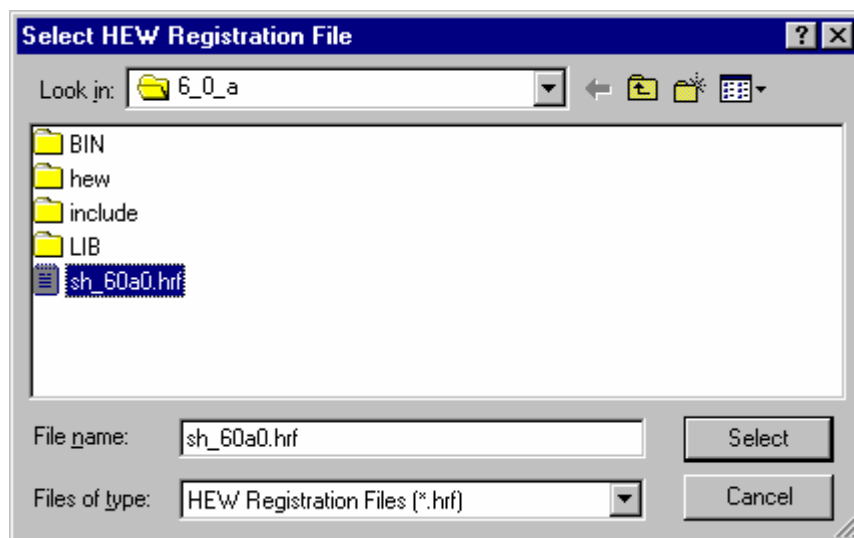 Select HEW Registration File
Look in: 6_0_a
BIN
hew
include
LIB
sh_60a0.hrf
File name: sh_60a0.hrf Select
Files of type: HEW Registration Files (*.hrf) Cancel